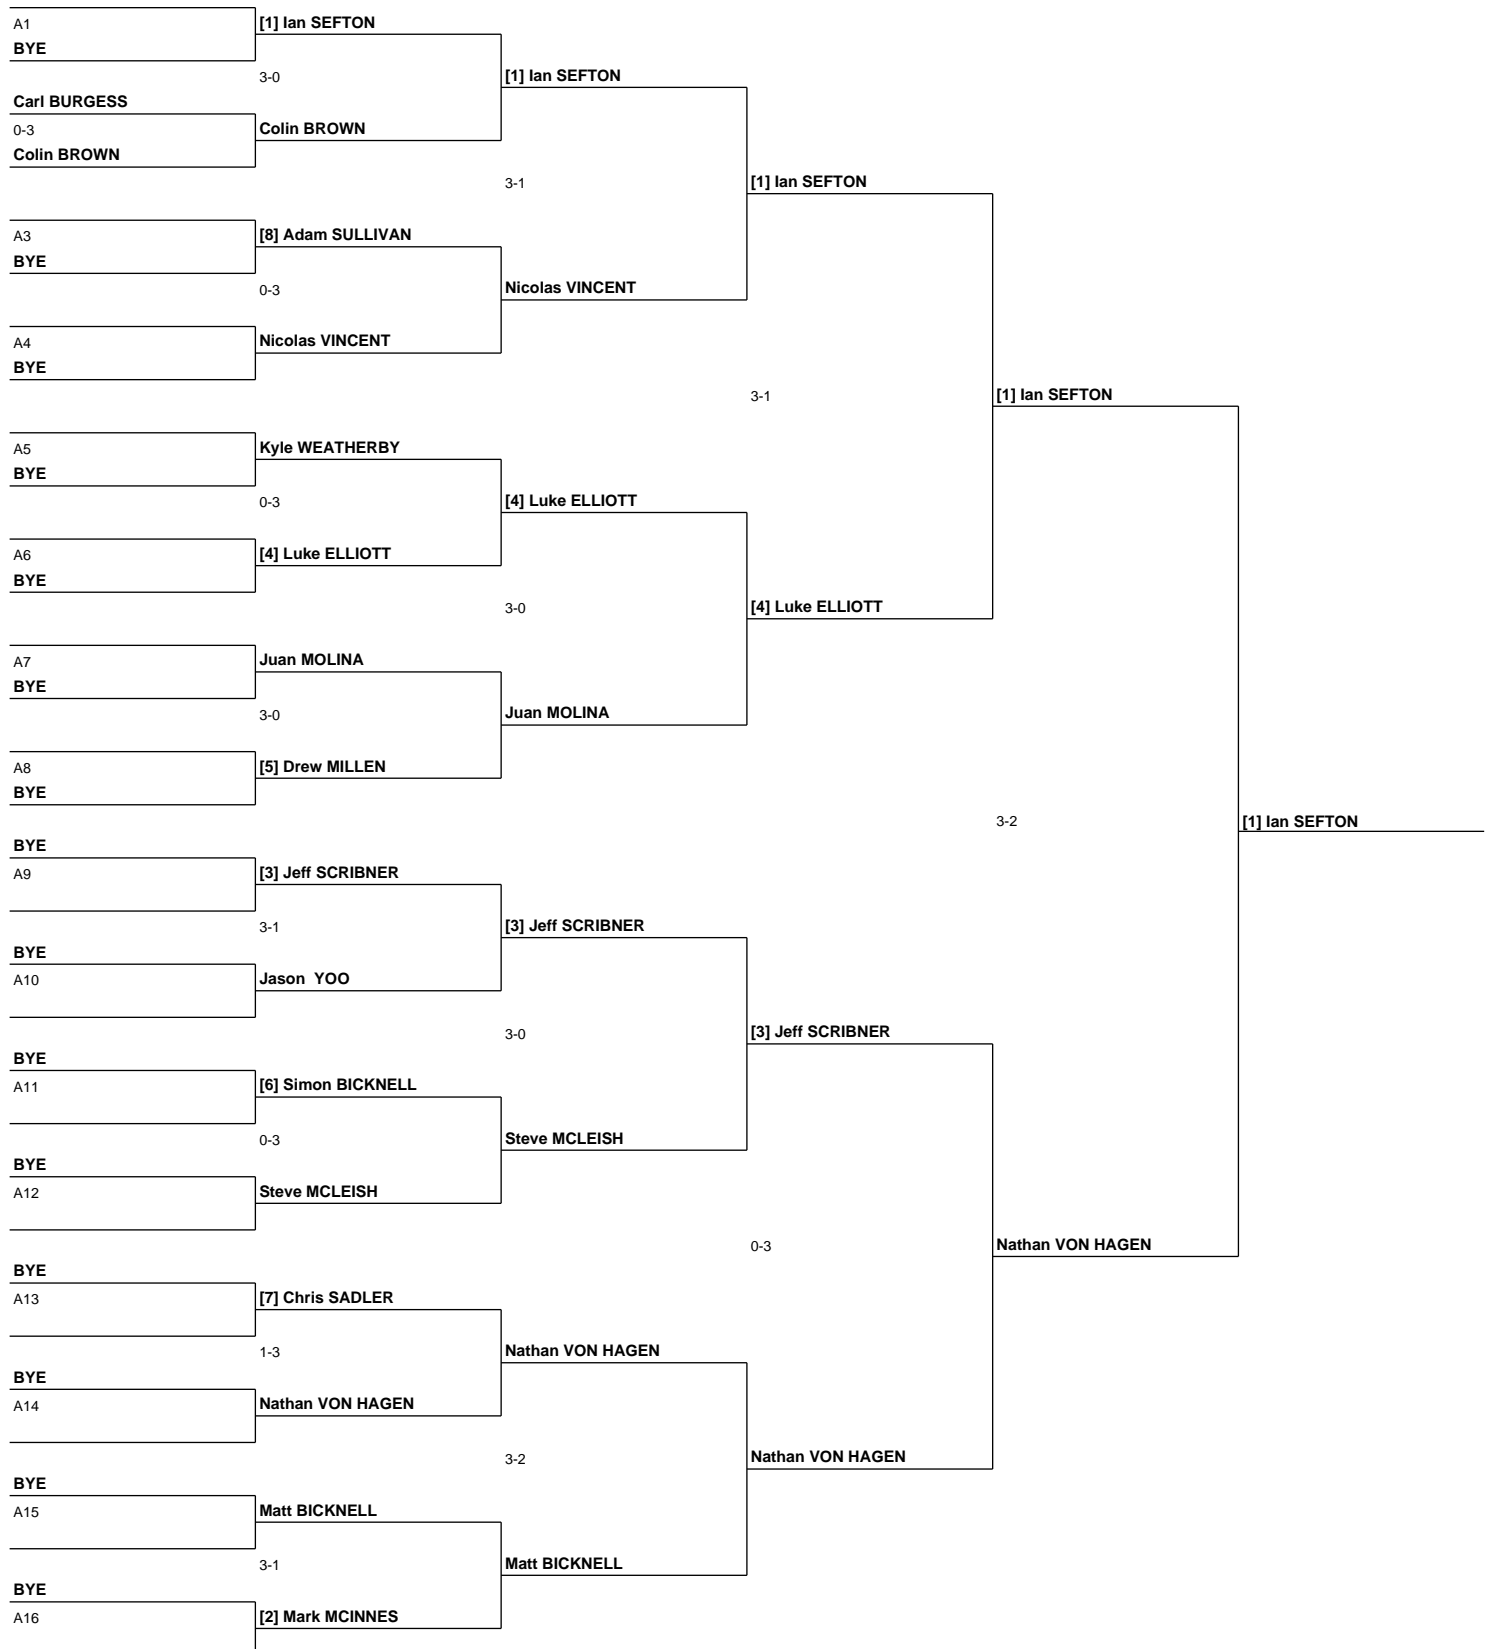 A1
BYE
Carl BURGESS
0-3
Colin BROWN
A3
BYE
A4
BYE
A5
BYE
A6
BYE
A7
BYE
A8
BYE
BYE
A9
BYE
A10
BYE
A11
BYE
A12
BYE
A13
BYE
A14
BYE
A15
BYE
A16
[1] Ian SEFTON
3-0
Colin BROWN
[8] Adam SULLIVAN
0-3
Nicolas VINCENT
Kyle WEATHERBY
0-3
[4] Luke ELLIOTT
Juan MOLINA
3-0
[5] Drew MILLEN
[3] Jeff SCRIBNER
3-1
Jason  YOO
[6] Simon BICKNELL
0-3
Steve MCLEISH
[7] Chris SADLER
1-3
Nathan VON HAGEN
Matt BICKNELL
3-1
[2] Mark MCINNES
[1] Ian SEFTON
3-1
Nicolas VINCENT
[4] Luke ELLIOTT
3-0
Juan MOLINA
[3] Jeff SCRIBNER
3-0
Steve MCLEISH
Nathan VON HAGEN
3-2
Matt BICKNELL
[1] Ian SEFTON
3-1
[4] Luke ELLIOTT
[3] Jeff SCRIBNER
0-3
Nathan VON HAGEN
[1] Ian SEFTON
3-2
Nathan VON HAGEN
[1] Ian SEFTON